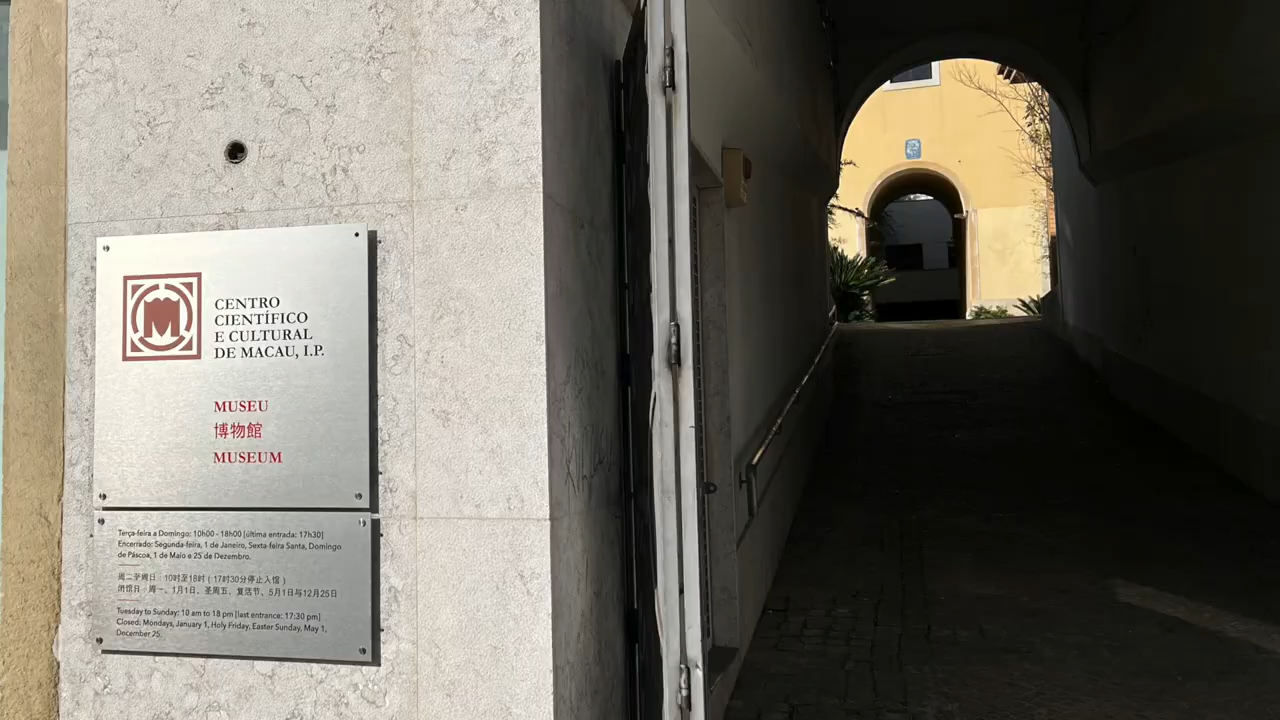 M
CENTRO
CIENTÍFICO
E CULTURAL
DE MACAU, I.P.
MUSEU
博物館
MUSEUM
Terça-feira a Domingo: 10h00 - 18h00 [última entrada: 17h30]
Encerrado: Segunda-feira, 1 de Janeiro, Sexta-feira Santa, Domingo
de Páscoa, 1 de Maio e 25 de Dezembro.
周二至周日：10时至18时（17时30分停止入馆）
闭馆日：周一、1月1日、圣周五、复活节、5月1日与12月25日
Tuesday to Sunday: 10 am to 18 pm [last entrance: 17:30 pm]
Closed: Mondays, January 1, Holy Friday, Easter Sunday, May 1,
December 25.